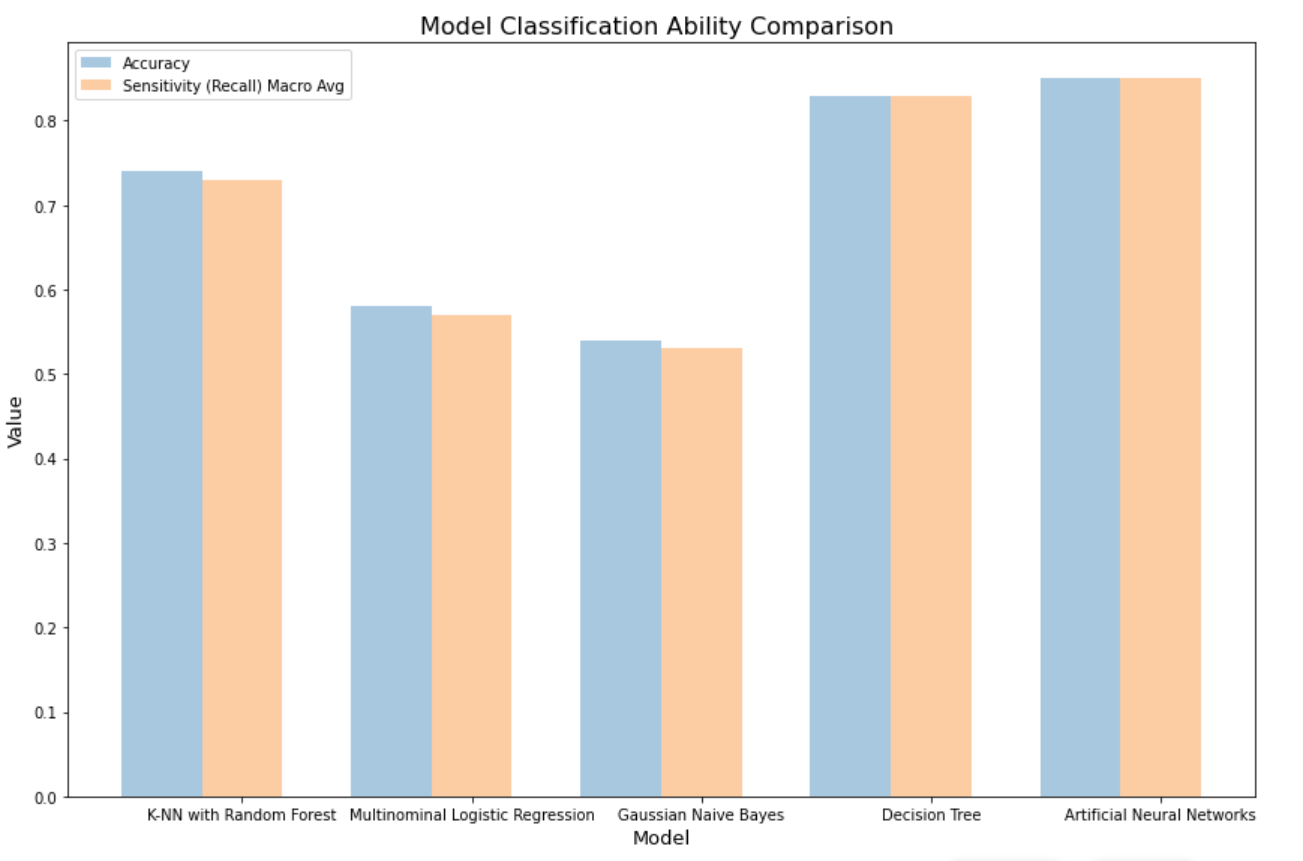 Model Classification Ability Comparison
Accuracy
Sensitivity (Recall) Macro Avg
0.8
0.7
0.6
0.5
0.4
0.3
0.2
0.1
0.0
Value
K-NN with Random Forest Multinominal Logistic Regression Gaussian Naive Bayes Decision Tree Artificial Neural Networks
Model